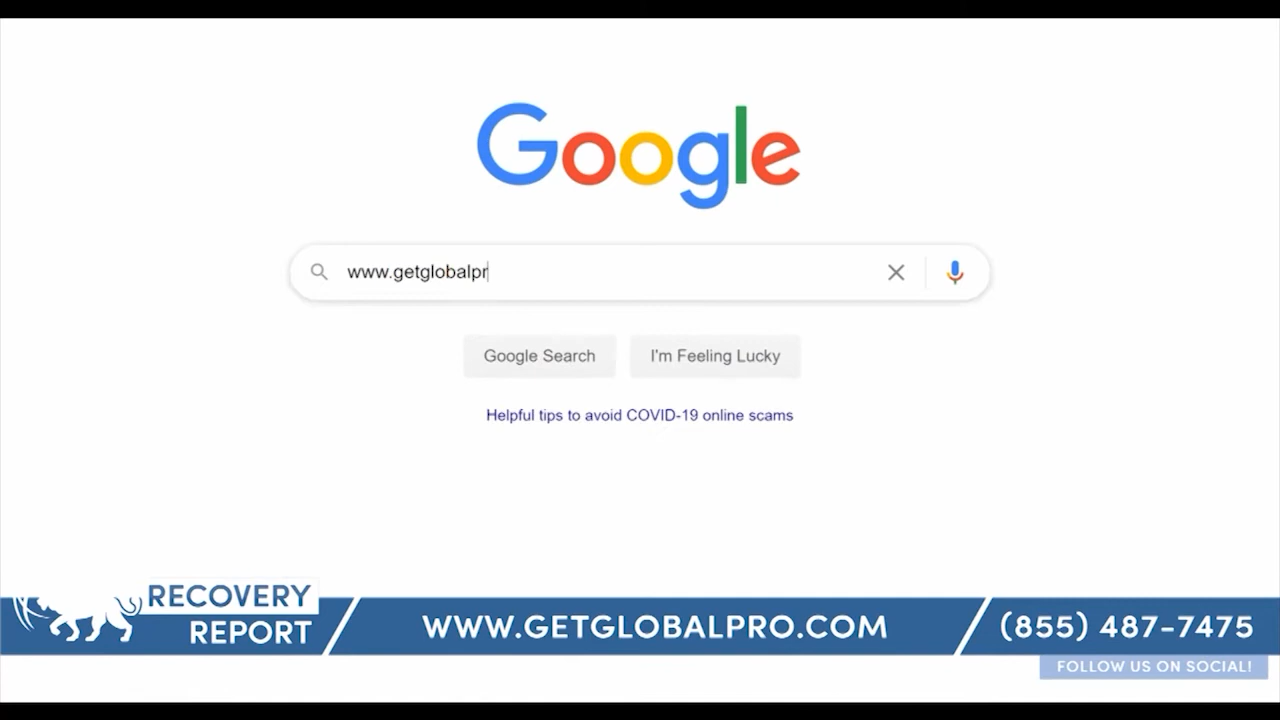 Google
www.getglobalpr
Google Search
I'm Feeling Lucky
Helpful tips to avoid COVID-19 online scams
RECOVERY
REPORT
WWW.GETGLOBALPRO.COM
(855) 487-7475
FOLLOW US ON SOCIAL!